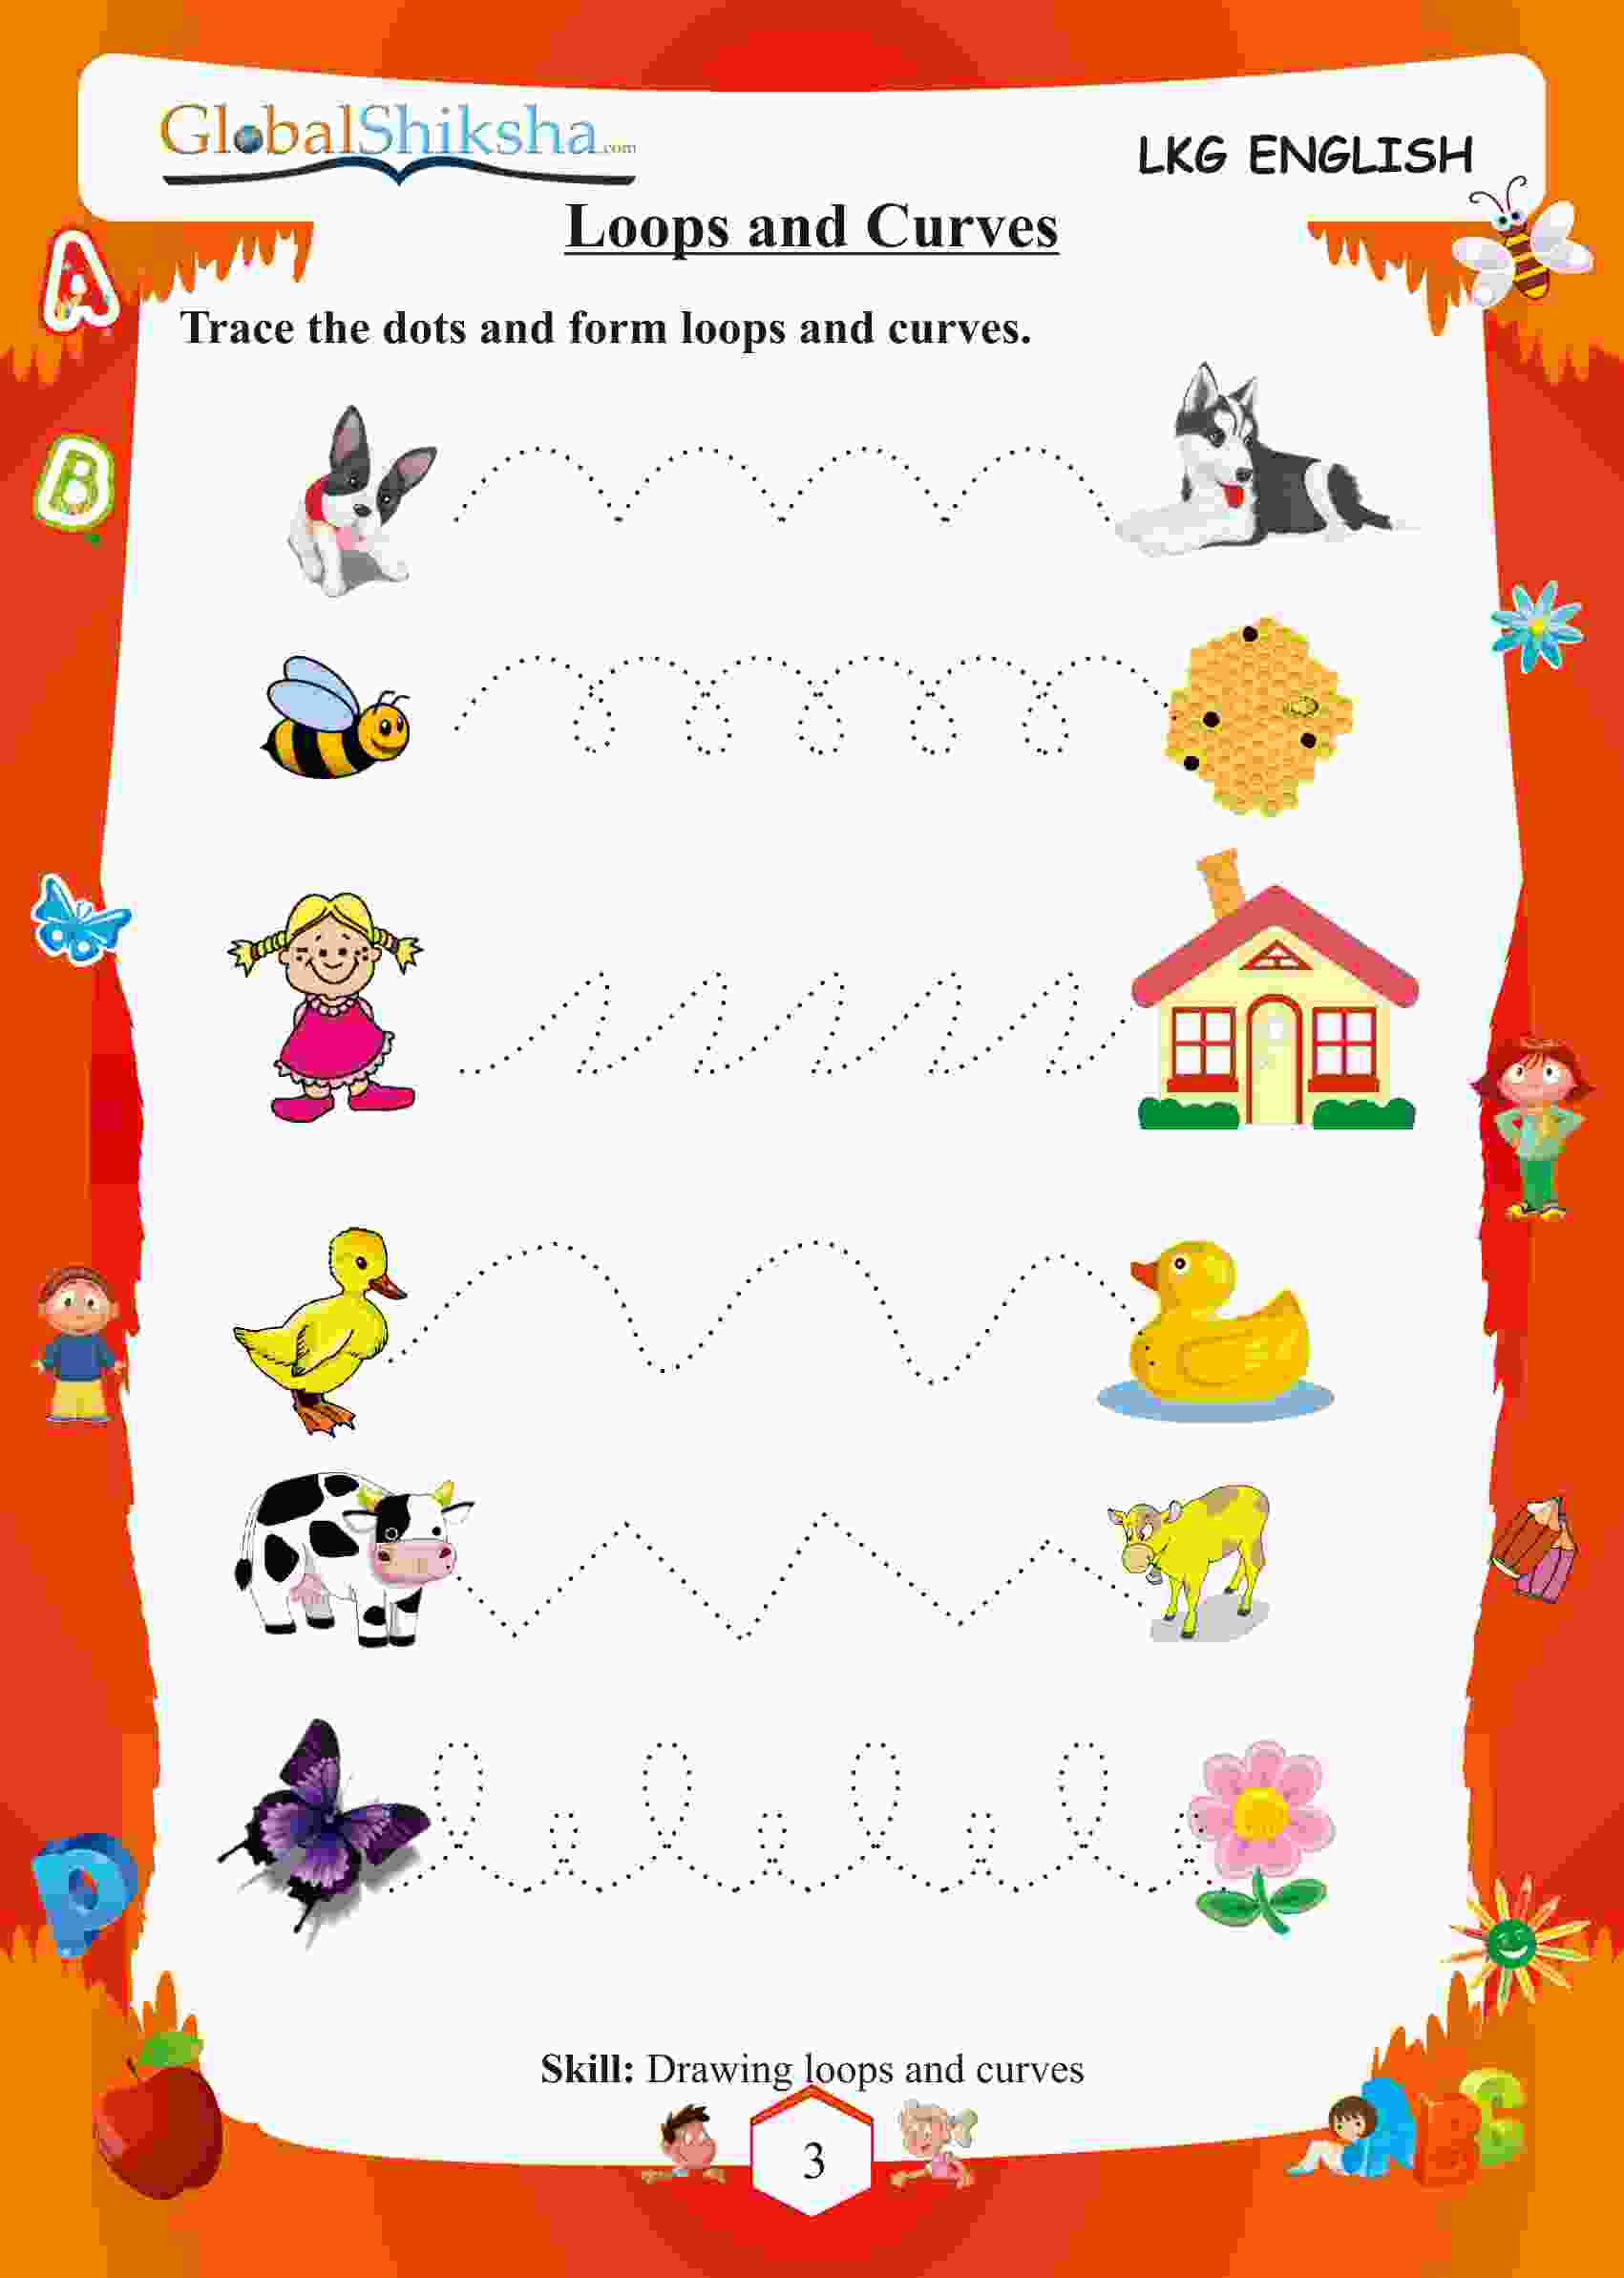 GlobalShiksha.com
LKG ENGLISH
Loops and Curves
Trace the dots and form loops and curves.
A
B
D
Skill: Drawing loops and curves
3
B